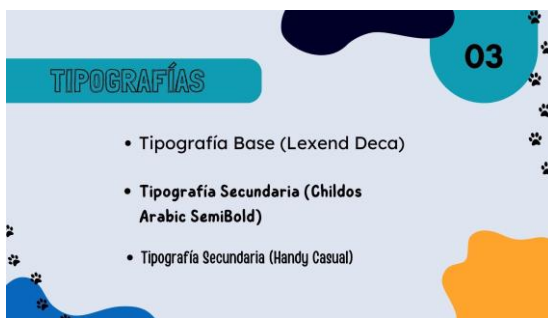 03
TIPOGRAFÍAS
• Tipografía Base (Lexend Deca)
• Tipografía Secundaria (Childos
Arabic SemiBold)
• Tipografía Secundaria (Handy Casual)